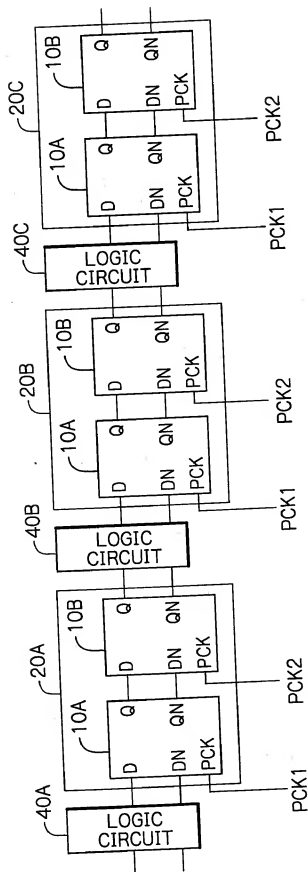 40A
LOGIC
CIRCUIT
20A
10A
D
Q
DN
QN
PCK
PCK1
10B
D
Q
DN
QN
PCK
PCK2
40B
LOGIC
CIRCUIT
20B
10A
D
Q
DN
QN
PCK
PCK1
10B
D
Q
DN
QN
PCK
PCK2
40C
LOGIC
CIRCUIT
20C
10A
D
Q
DN
QN
PCK
PCK1
10B
D
Q
DN
QN
PCK
PCK2